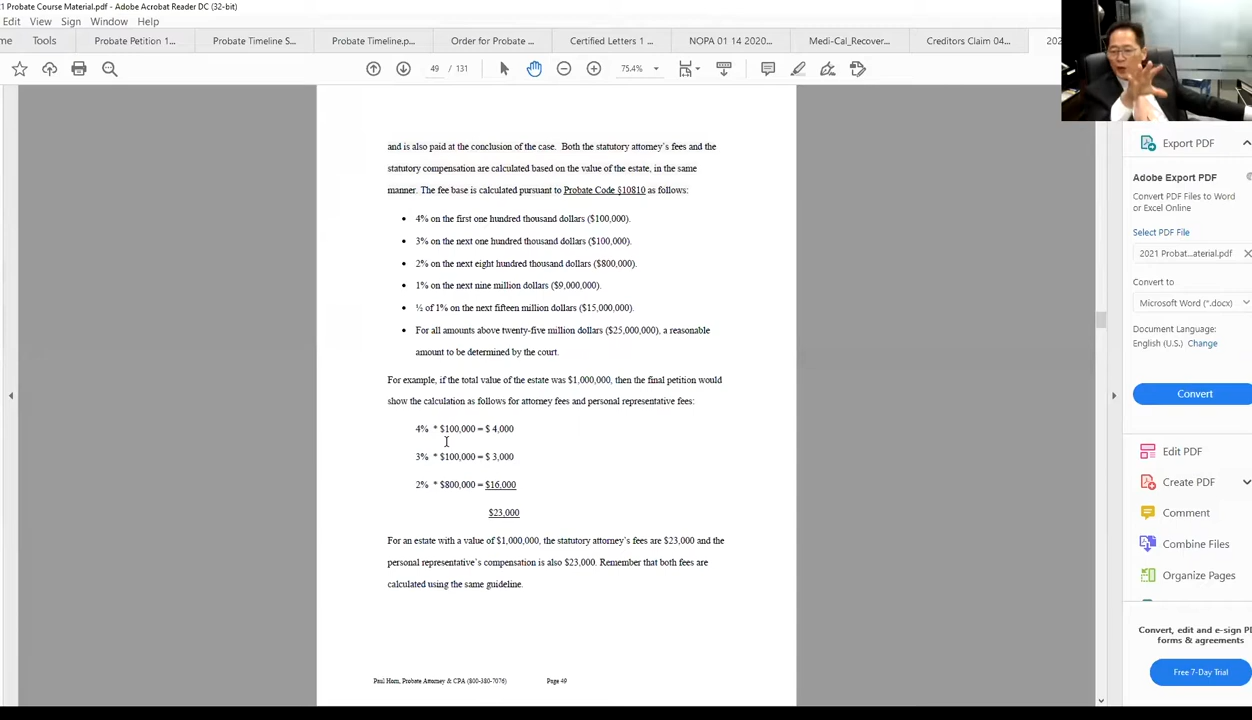 1 Probate Course Material.pdf - Adobe Acrobat Reader DC (32-bit)
Edit View Sign Window Help
me Tools Probate Petition 1... Probate Timeline S... Probate Timeline.p... Order for Probate ... Certified Letters 1 ... NOPA 01 14 2020... Medi-Cal_Recover... Creditors Claim 04... 202
49 / 131 75.4%
and is also paid at the conclusion of the case. Both the statutory attorney's fees and the
statutory compensation are calculated based on the value of the estate, in the same
manner. The fee base is calculated pursuant to Probate Code §10810 as follows:
• 4% on the first one hundred thousand dollars ($100,000).
• 3% on the next one hundred thousand dollars ($100,000).
• 2% on the next eight hundred thousand dollars ($800,000).
• 1% on the next nine million dollars ($9,000,000).
• ½ of 1% on the next fifteen million dollars ($15,000,000).
• For all amounts above twenty-five million dollars ($25,000,000), a reasonable
amount to be determined by the court.
For example, if the total value of the estate was $1,000,000, then the final petition would
show the calculation as follows for attorney fees and personal representative fees:
4% * $100,000 = $ 4,000
3% * $100,000 = $ 3,000
2% * $800,000 = $16,000
$23,000
For an estate with a value of $1,000,000, the statutory attorney's fees are $23,000 and the
personal representative's compensation is also $23,000. Remember that both fees are
calculated using the same guideline.
Paul Horn, Probate Attorney & CPA (800-380-7076) Page 49
Export PDF
Adobe Export PDF
Convert PDF Files to Word
or Excel Online
Select PDF File
2021 Probat...aterial.pdf
Convert to
Microsoft Word (*.docx)
Document Language:
English (U.S.) Change
Convert
Edit PDF
Create PDF
Comment
Combine Files
Organize Pages
Convert, edit and e-sign PD
forms & agreements
Free 7-Day Trial